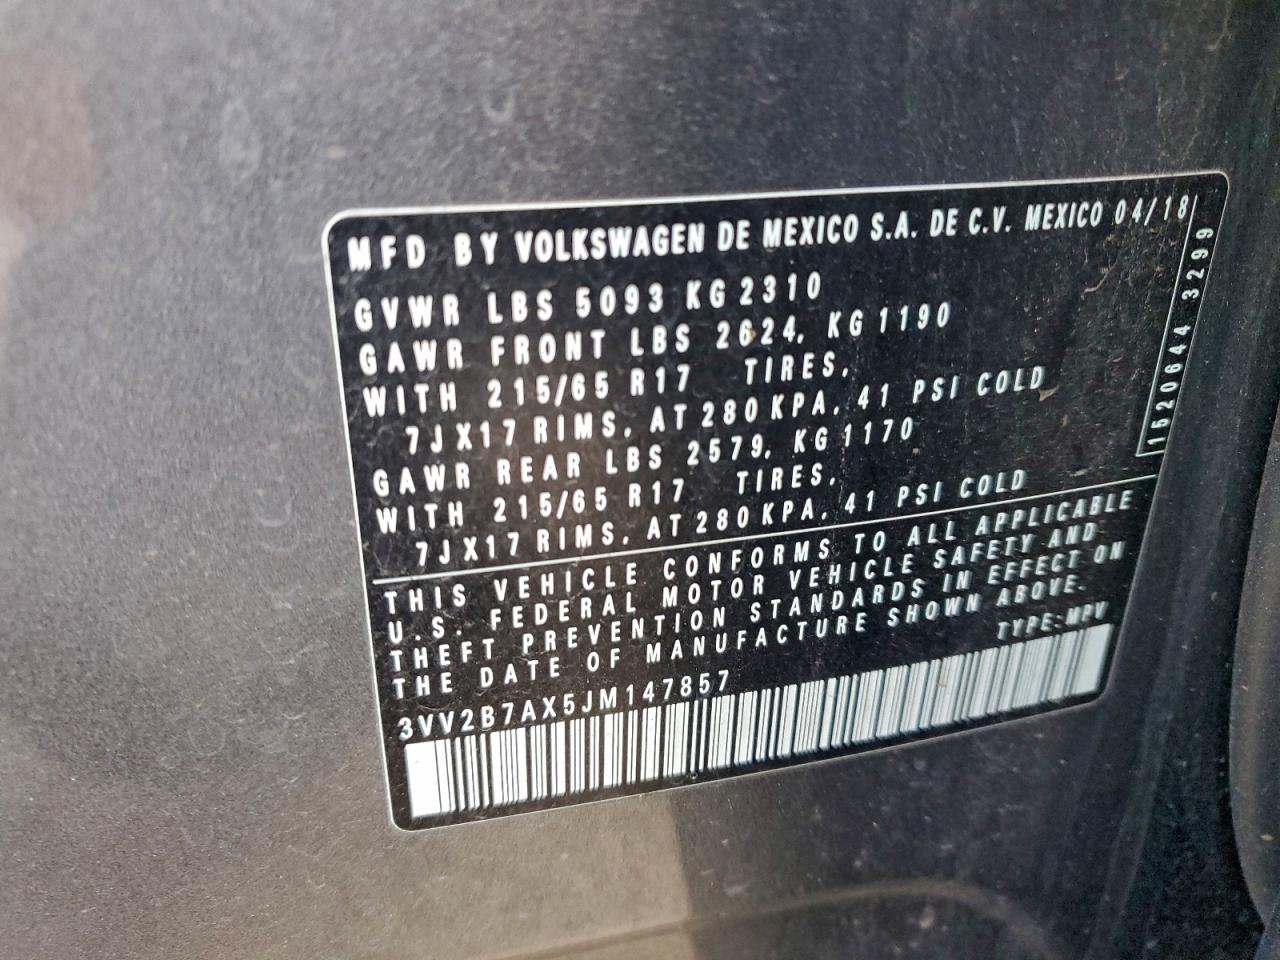 MFD BY VOLKSWAGEN DE MEXICO S.A. DE C.V. MEXICO 04/18
GVWR LBS 5093 KG 2310
GAWR FRONT LBS 2624, KG 1190
WITH 215/65 R17 TIRES,
7JX17 RIMS, AT 280 KPA, 41 PSI COLD
GAWR REAR LBS 2579, KG 1170
WITH 215/65 R17 TIRES,
7JX17 RIMS, AT 280 KPA, 41 PSI COLD
THIS VEHICLE CONFORMS TO ALL APPLICABLE
U.S. FEDERAL MOTOR VEHICLE SAFETY AND
THEFT PREVENTION STANDARDS IN EFFECT ON
THE DATE OF MANUFACTURE SHOWN ABOVE.
TYPE:MPV
3VV2B7AX5JM147857
1520644 3299